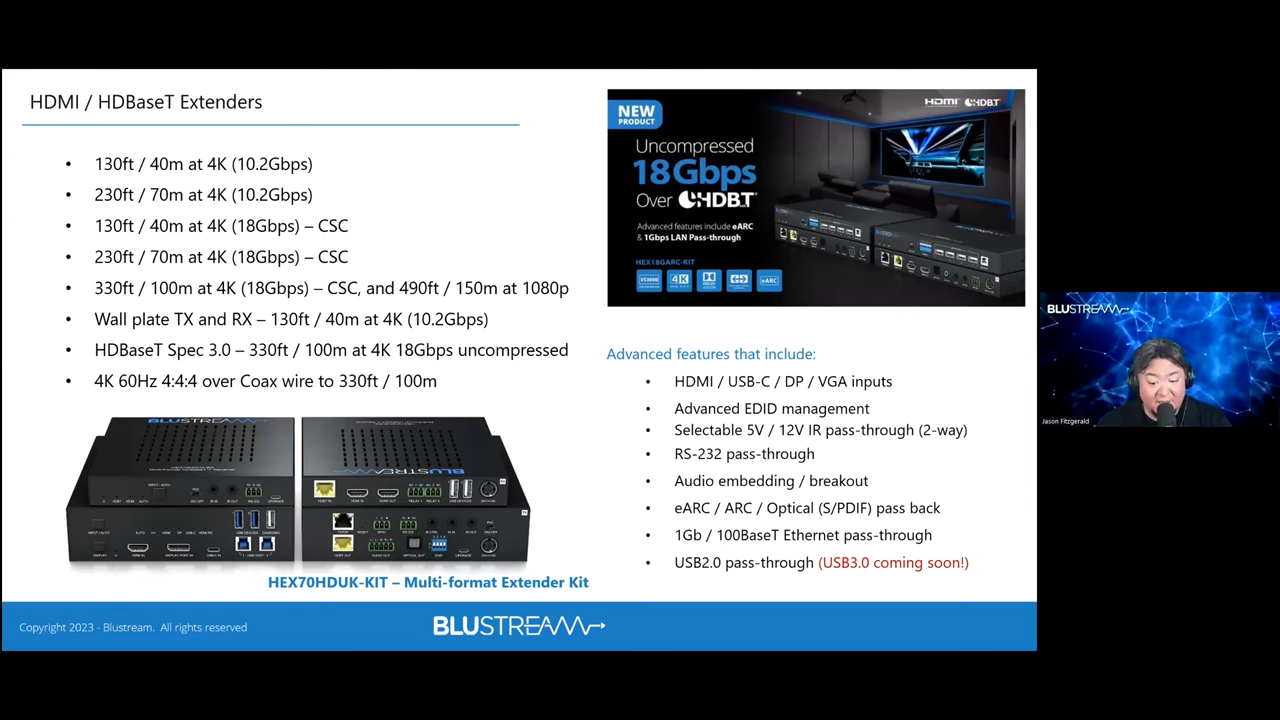 HDMI / HDBaseT Extenders
• 130ft / 40m at 4K (10.2Gbps)
• 230ft / 70m at 4K (10.2Gbps)
• 130ft / 40m at 4K (18Gbps) – CSC
• 230ft / 70m at 4K (18Gbps) – CSC
• 330ft / 100m at 4K (18Gbps) – CSC, and 490ft / 150m at 1080p
• Wall plate TX and RX – 130ft / 40m at 4K (10.2Gbps)
• HDBaseT Spec 3.0 – 330ft / 100m at 4K 18Gbps uncompressed
• 4K 60Hz 4:4:4 over Coax wire to 330ft / 100m
BLUSTREAM
BLUSTREAM
HEX70HDUK-KIT – Multi-format Extender Kit
NEW
PRODUCT
HDMI HDBT
Uncompressed
18Gbps
Over HDBT
Advanced features include eARC
& 1Gbps LAN Pass-through
HEX18GARC-KIT
4K
eARC
Advanced features that include:
• HDMI / USB-C / DP / VGA inputs
• Advanced EDID management
• Selectable 5V / 12V IR pass-through (2-way)
• RS-232 pass-through
• Audio embedding / breakout
• eARC / ARC / Optical (S/PDIF) pass back
• 1Gb / 100BaseT Ethernet pass-through
• USB2.0 pass-through (USB3.0 coming soon!)
Copyright 2023 - Blustream. All rights reserved
BLUSTREAM
BLUSTREAM
Jason Fitzgerald